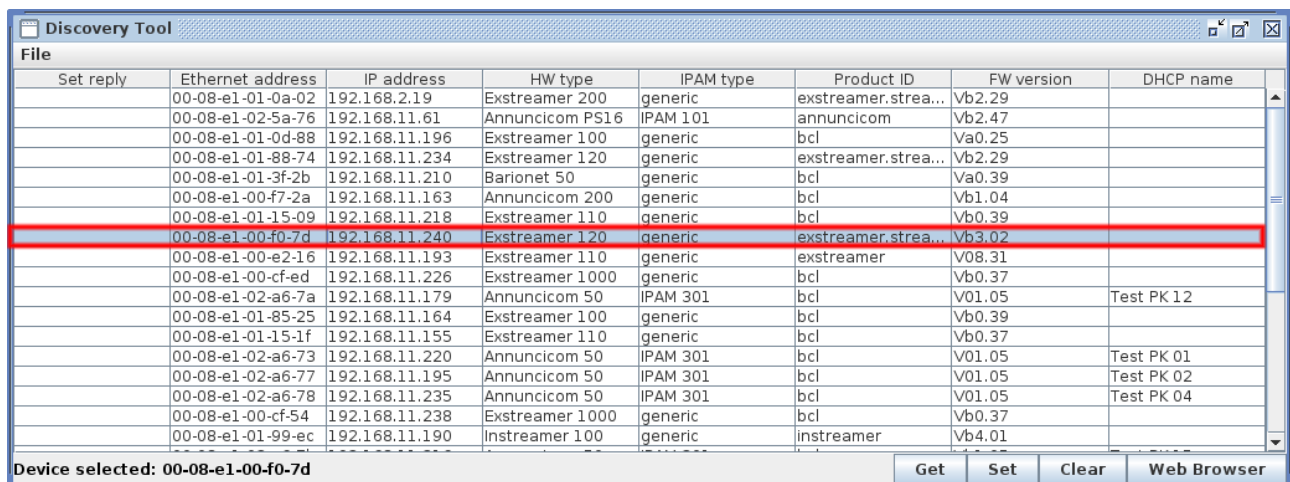 Discovery Tool
File
Set reply Ethernet address IP address HW type IPAM type Product ID FW version DHCP name
00-08-e1-01-0a-02 192.168.2.19 Exstreamer 200 generic exstreamer.strea... Vb2.29
00-08-e1-02-5a-76 192.168.11.61 Annuncicom PS16 IPAM 101 annuncicom Vb2.47
00-08-e1-01-0d-88 192.168.11.196 Exstreamer 100 generic bcl Va0.25
00-08-e1-01-88-74 192.168.11.234 Exstreamer 120 generic exstreamer.strea... Vb2.29
00-08-e1-01-3f-2b 192.168.11.210 Barionet 50 generic bcl Va0.39
00-08-e1-00-f7-2a 192.168.11.163 Annuncicom 200 generic bcl Vb1.04
00-08-e1-01-15-09 192.168.11.218 Exstreamer 110 generic bcl Vb0.39
00-08-e1-00-f0-7d 192.168.11.240 Exstreamer 120 generic exstreamer.strea... Vb3.02
00-08-e1-00-e2-16 192.168.11.193 Exstreamer 110 generic exstreamer V08.31
00-08-e1-00-cf-ed 192.168.11.226 Exstreamer 1000 generic bcl Vb0.37
00-08-e1-02-a6-7a 192.168.11.179 Annuncicom 50 IPAM 301 bcl V01.05 Test PK 12
00-08-e1-01-85-25 192.168.11.164 Exstreamer 100 generic bcl Vb0.39
00-08-e1-01-15-1f 192.168.11.155 Exstreamer 110 generic bcl Vb0.37
00-08-e1-02-a6-73 192.168.11.220 Annuncicom 50 IPAM 301 bcl V01.05 Test PK 01
00-08-e1-02-a6-77 192.168.11.195 Annuncicom 50 IPAM 301 bcl V01.05 Test PK 02
00-08-e1-02-a6-78 192.168.11.235 Annuncicom 50 IPAM 301 bcl V01.05 Test PK 04
00-08-e1-00-cf-54 192.168.11.238 Exstreamer 1000 generic bcl Vb0.37
00-08-e1-01-99-ec 192.168.11.190 Instreamer 100 generic instreamer Vb4.01
Device selected: 00-08-e1-00-f0-7d Get Set Clear Web Browser